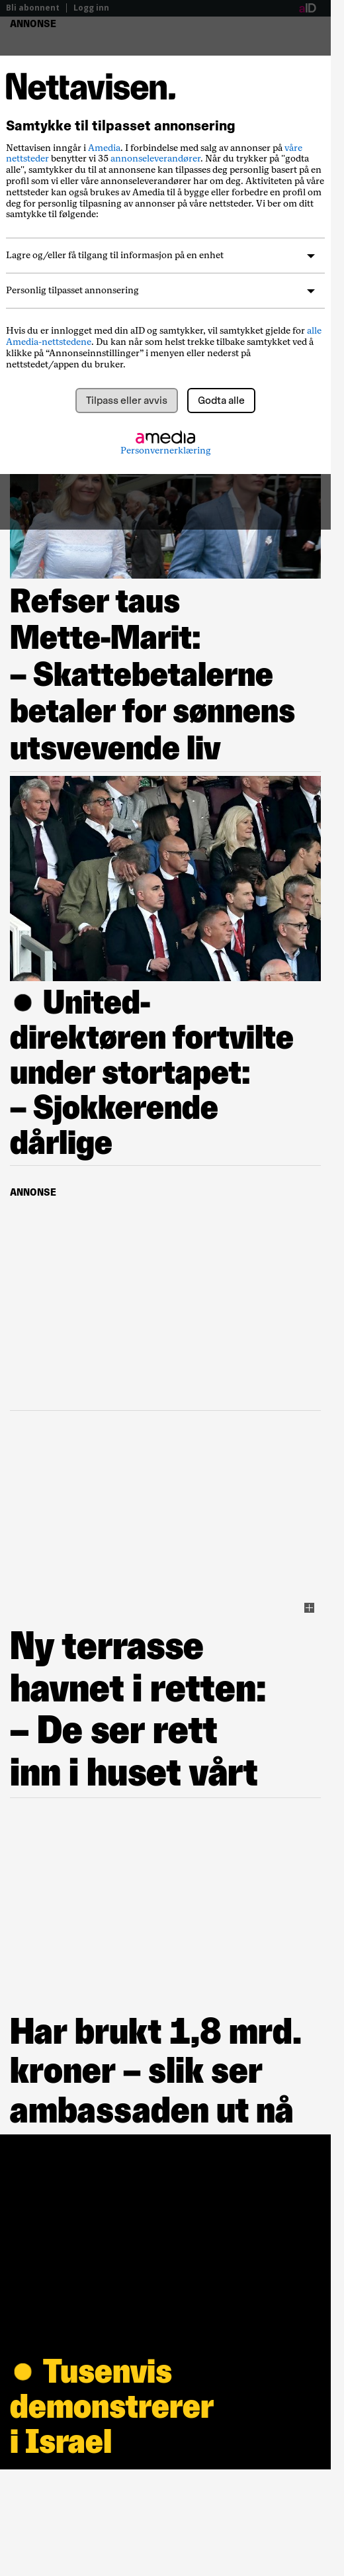 Bli abonnent | Logg inn
aID
ANNONSE
Nettavisen.
Samtykke til tilpasset annonsering
Nettavisen inngår i Amedia. I forbindelse med salg av annonser på våre
nettsteder benytter vi 35 annonseleverandører. Når du trykker på "godta
alle", samtykker du til at annonsene kan tilpasses deg personlig basert på en
profil som vi eller våre annonseleverandører har om deg. Aktiviteten på våre
nettsteder kan også brukes av Amedia til å bygge eller forbedre en profil om
deg for personlig tilpasning av annonser på våre nettsteder. Vi ber om ditt
samtykke til følgende:
Lagre og/eller få tilgang til informasjon på en enhet
Personlig tilpasset annonsering
Hvis du er innlogget med din aID og samtykker, vil samtykket gjelde for alle
Amedia-nettstedene. Du kan når som helst trekke tilbake samtykket ved å
klikke på “Annonseinnstillinger” i menyen eller nederst på
nettstedet/appen du bruker.
Tilpass eller avvis
Godta alle
amedia
Personvernerklæring
Refser taus
Mette-Marit:
– Skattebetalerne
betaler for sønnens
utsvevende liv
● United-
direktøren fortvilte
under stortapet:
– Sjokkerende
dårlige
ANNONSE
Ny terrasse
havnet i retten:
– De ser rett
inn i huset vårt
Har brukt 1,8 mrd.
kroner – slik ser
ambassaden ut nå
● Tusenvis
demonstrerer
i Israel